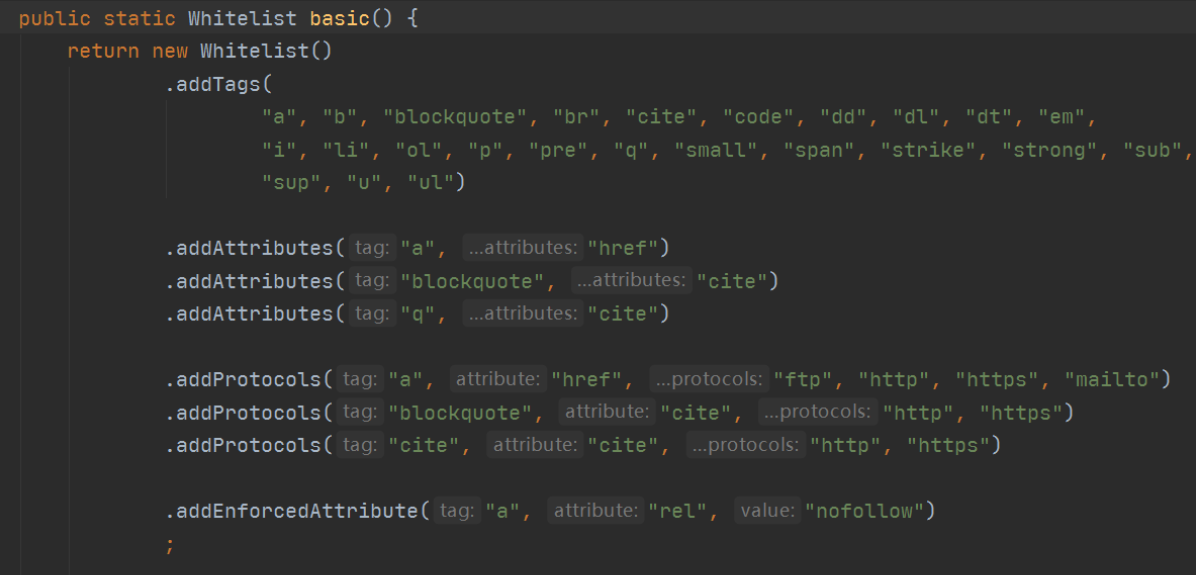 public static Whitelist basic() {
return new Whitelist()
.addTags(
"a", "b", "blockquote", "br", "cite", "code", "dd", "dl", "dt", "em",
"i", "li", "ol", "p", "pre", "q", "small", "span", "strike", "strong", "sub",
"sup", "u", "ul")
.addAttributes( tag: "a", ...attributes: "href")
.addAttributes( tag: "blockquote", ...attributes: "cite")
.addAttributes( tag: "q", ...attributes: "cite")
.addProtocols( tag: "a", attribute: "href", ...protocols: "ftp", "http", "https", "mailto")
.addProtocols( tag: "blockquote", attribute: "cite", ...protocols: "http", "https")
.addProtocols( tag: "cite", attribute: "cite", ...protocols: "http", "https")
.addEnforcedAttribute( tag: "a", attribute: "rel", value: "nofollow")
;